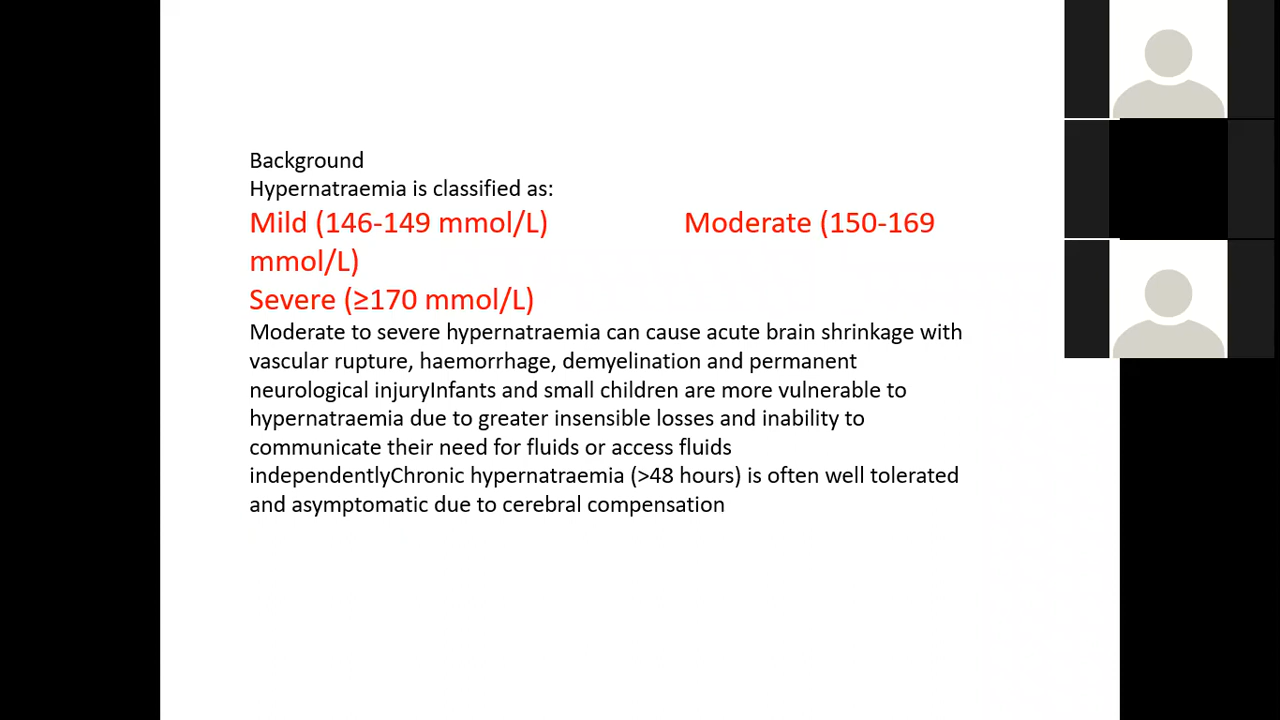 Background
Hypernatraemia is classified as:
Mild (146-149 mmol/L) Moderate (150-169
mmol/L)
Severe (≥170 mmol/L)
Moderate to severe hypernatraemia can cause acute brain shrinkage with
vascular rupture, haemorrhage, demyelination and permanent
neurological injuryInfants and small children are more vulnerable to
hypernatraemia due to greater insensible losses and inability to
communicate their need for fluids or access fluids
independentlyChronic hypernatraemia (>48 hours) is often well tolerated
and asymptomatic due to cerebral compensation